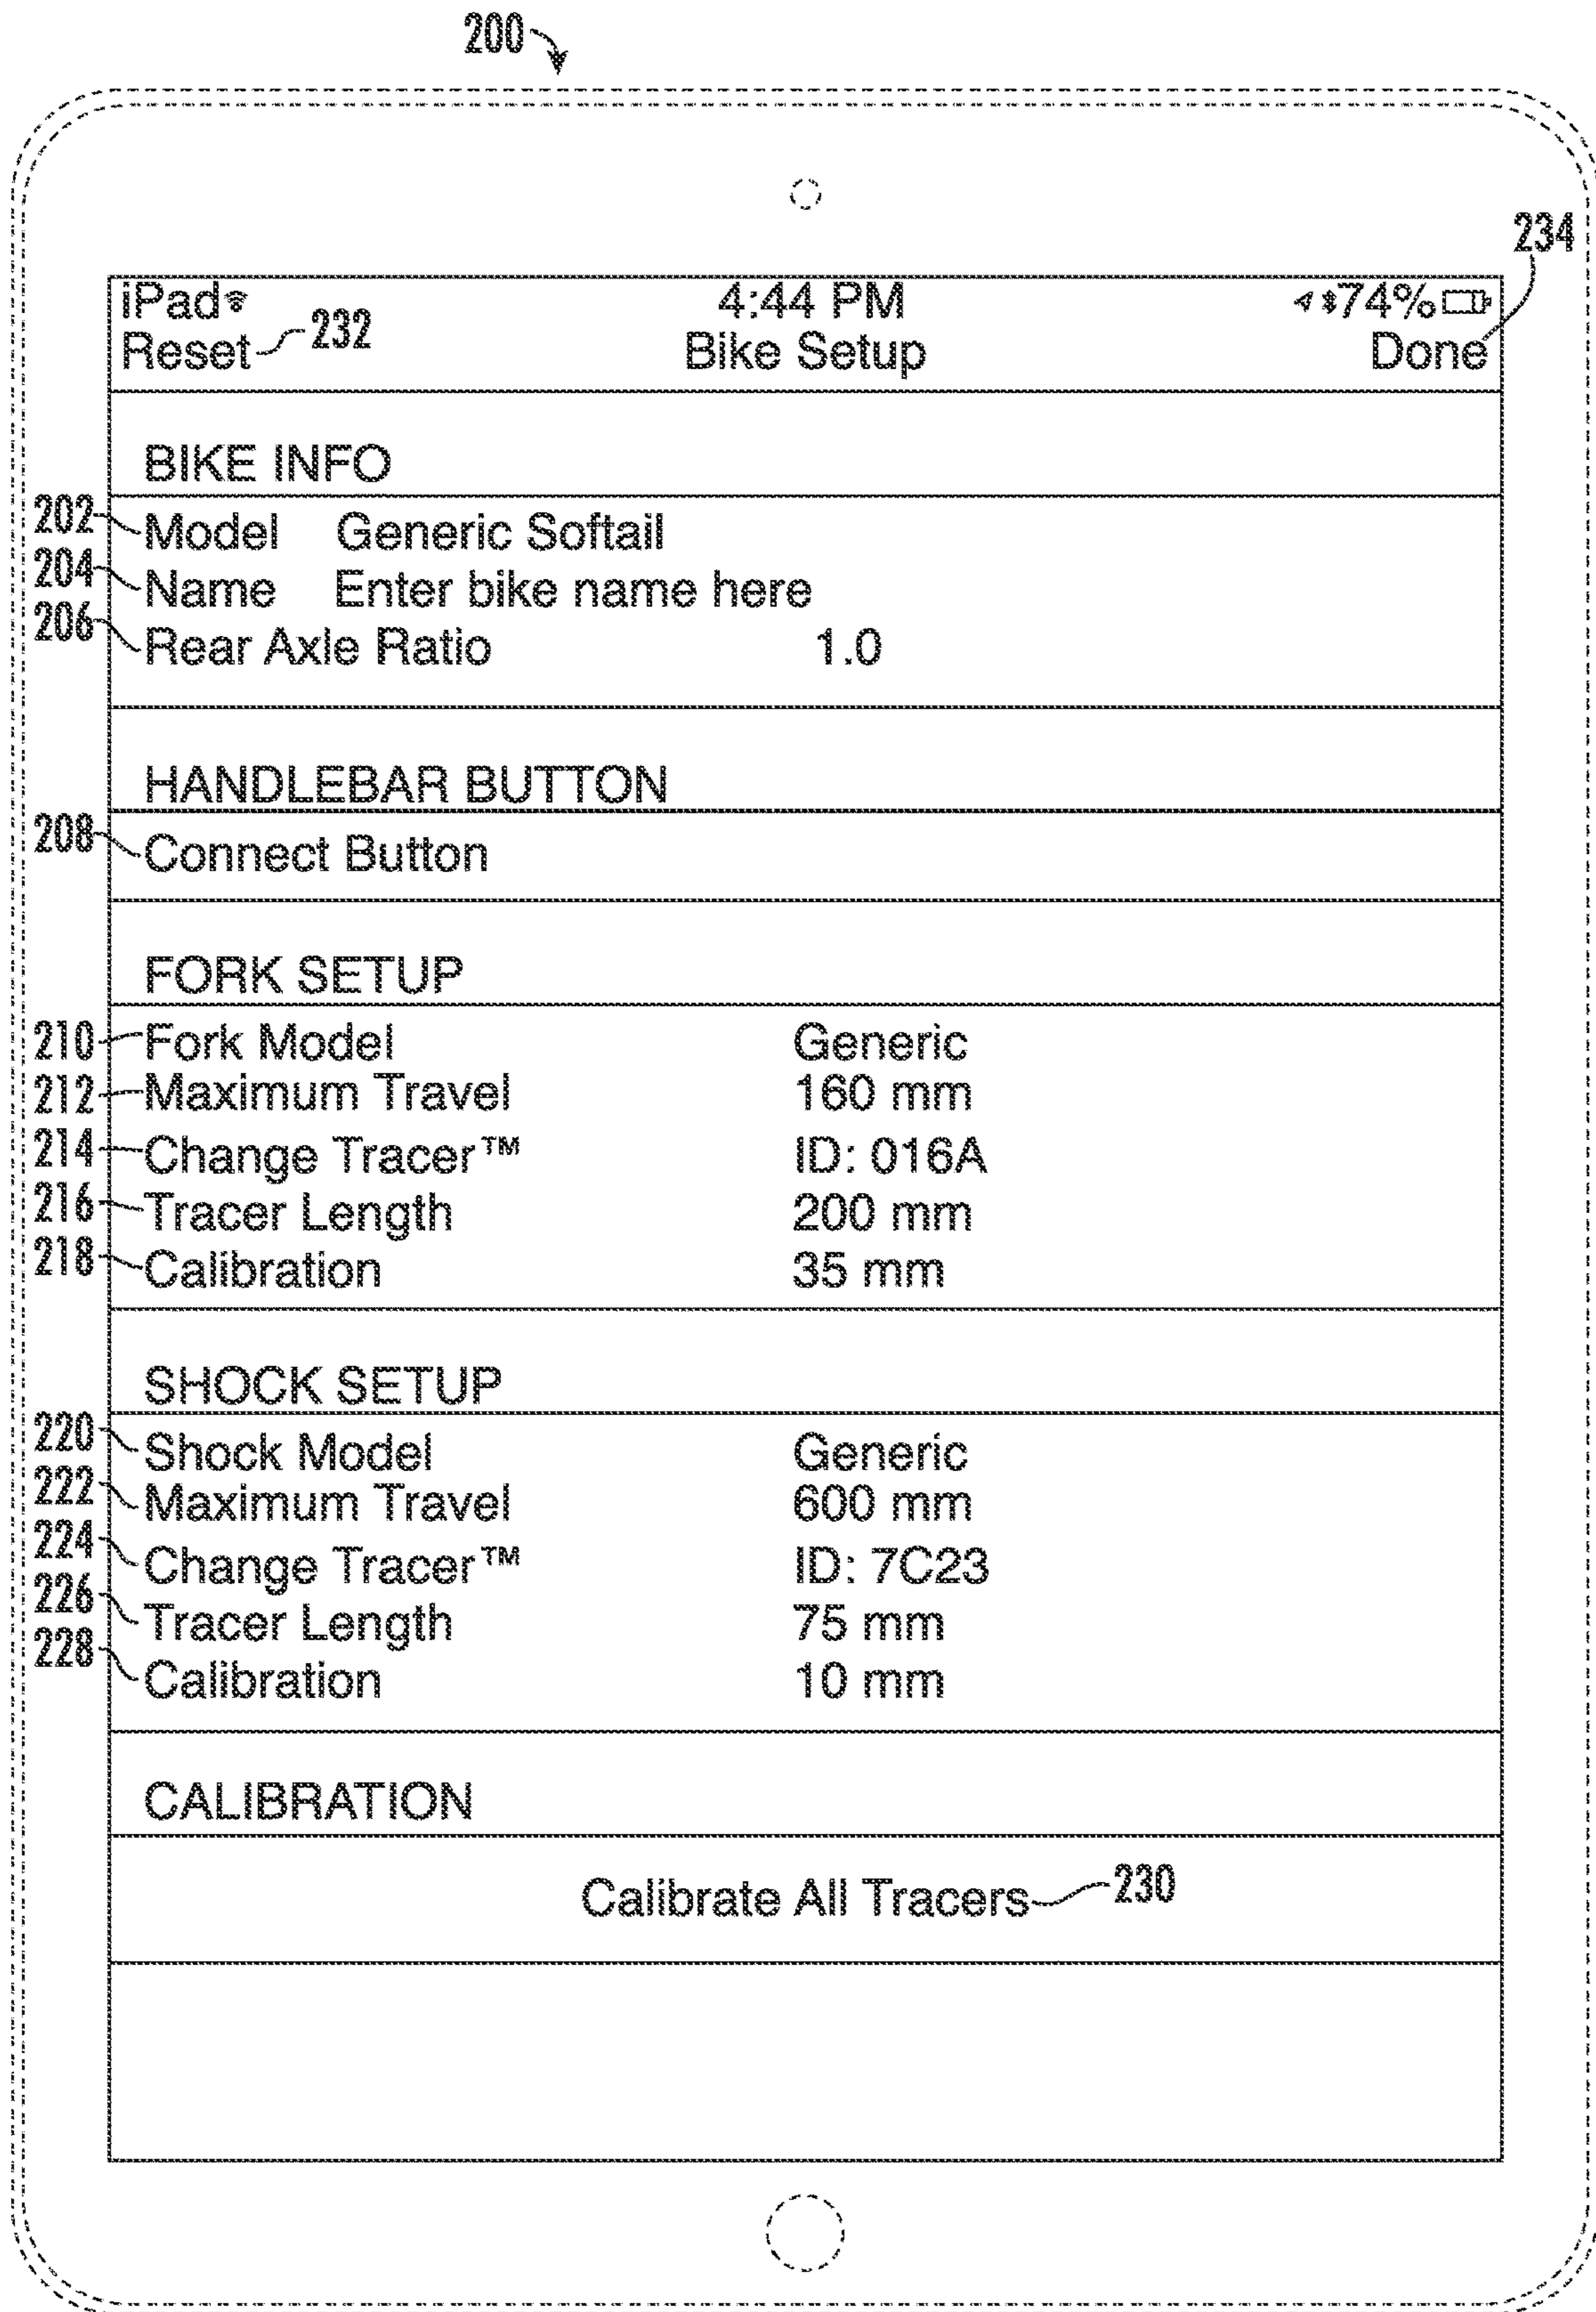 200
234
iPad 4:44 PM 74%
Reset 232 Bike Setup Done
BIKE INFO
202 Model Generic Softail
204 Name Enter bike name here
206 Rear Axle Ratio 1.0
HANDLEBAR BUTTON
208 Connect Button
FORK SETUP
210 Fork Model Generic
212 Maximum Travel 160 mm
214 Change Tracer™ ID: 016A
216 Tracer Length 200 mm
218 Calibration 35 mm
SHOCK SETUP
220 Shock Model Generic
222 Maximum Travel 600 mm
224 Change Tracer™ ID: 7C23
226 Tracer Length 75 mm
228 Calibration 10 mm
CALIBRATION
Calibrate All Tracers 230